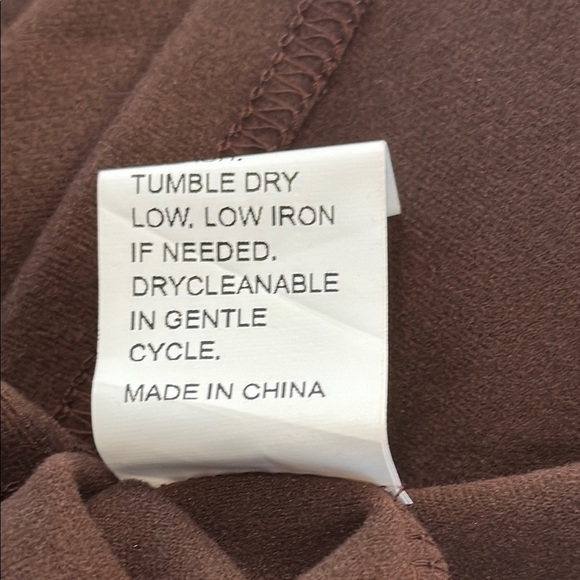 TUMBLE DRY
LOW, LOW IRON
IF NEEDED.
DRYCLEANABLE
IN GENTLE
CYCLE.
MADE IN CHINA